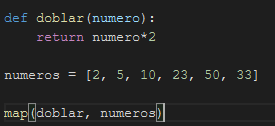 def doblar(numero):
    return numero*2
numeros = [2, 5, 10, 23, 50, 33]
map(doblar, numeros)